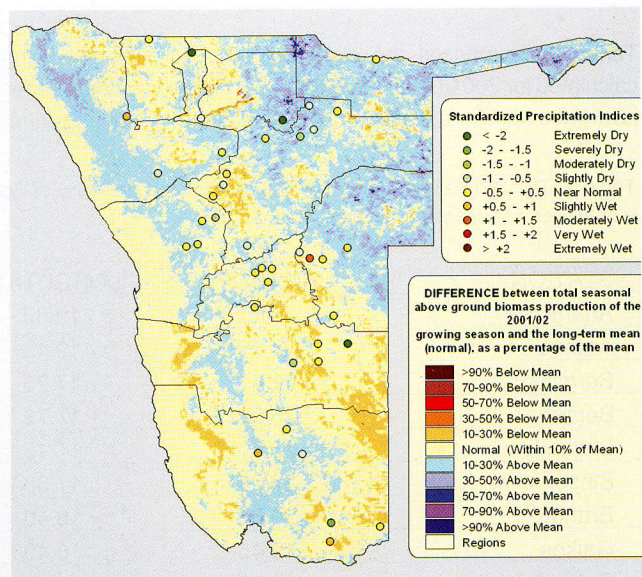 Standardized Precipitation Indices
< -2 Extremely Dry
-2 - -1.5 Severely Dry
-1.5 - -1 Moderately Dry
-1 - -0.5 Slightly Dry
-0.5 - +0.5 Near Normal
+0.5 - +1 Slightly Wet
+1 - +1.5 Moderately Wet
+1.5 - +2 Very Wet
> +2 Extremely Wet
DIFFERENCE between total seasonal
above ground biomass production of the
2001/02
growing season and the long-term mean
(normal), as a percentage of the mean
>90% Below Mean
70-90% Below Mean
50-70% Below Mean
30-50% Below Mean
10-30% Below Mean
Normal (Within 10% of Mean)
10-30% Above Mean
30-50% Above Mean
50-70% Above Mean
70-90% Above Mean
>90% Above Mean
Regions